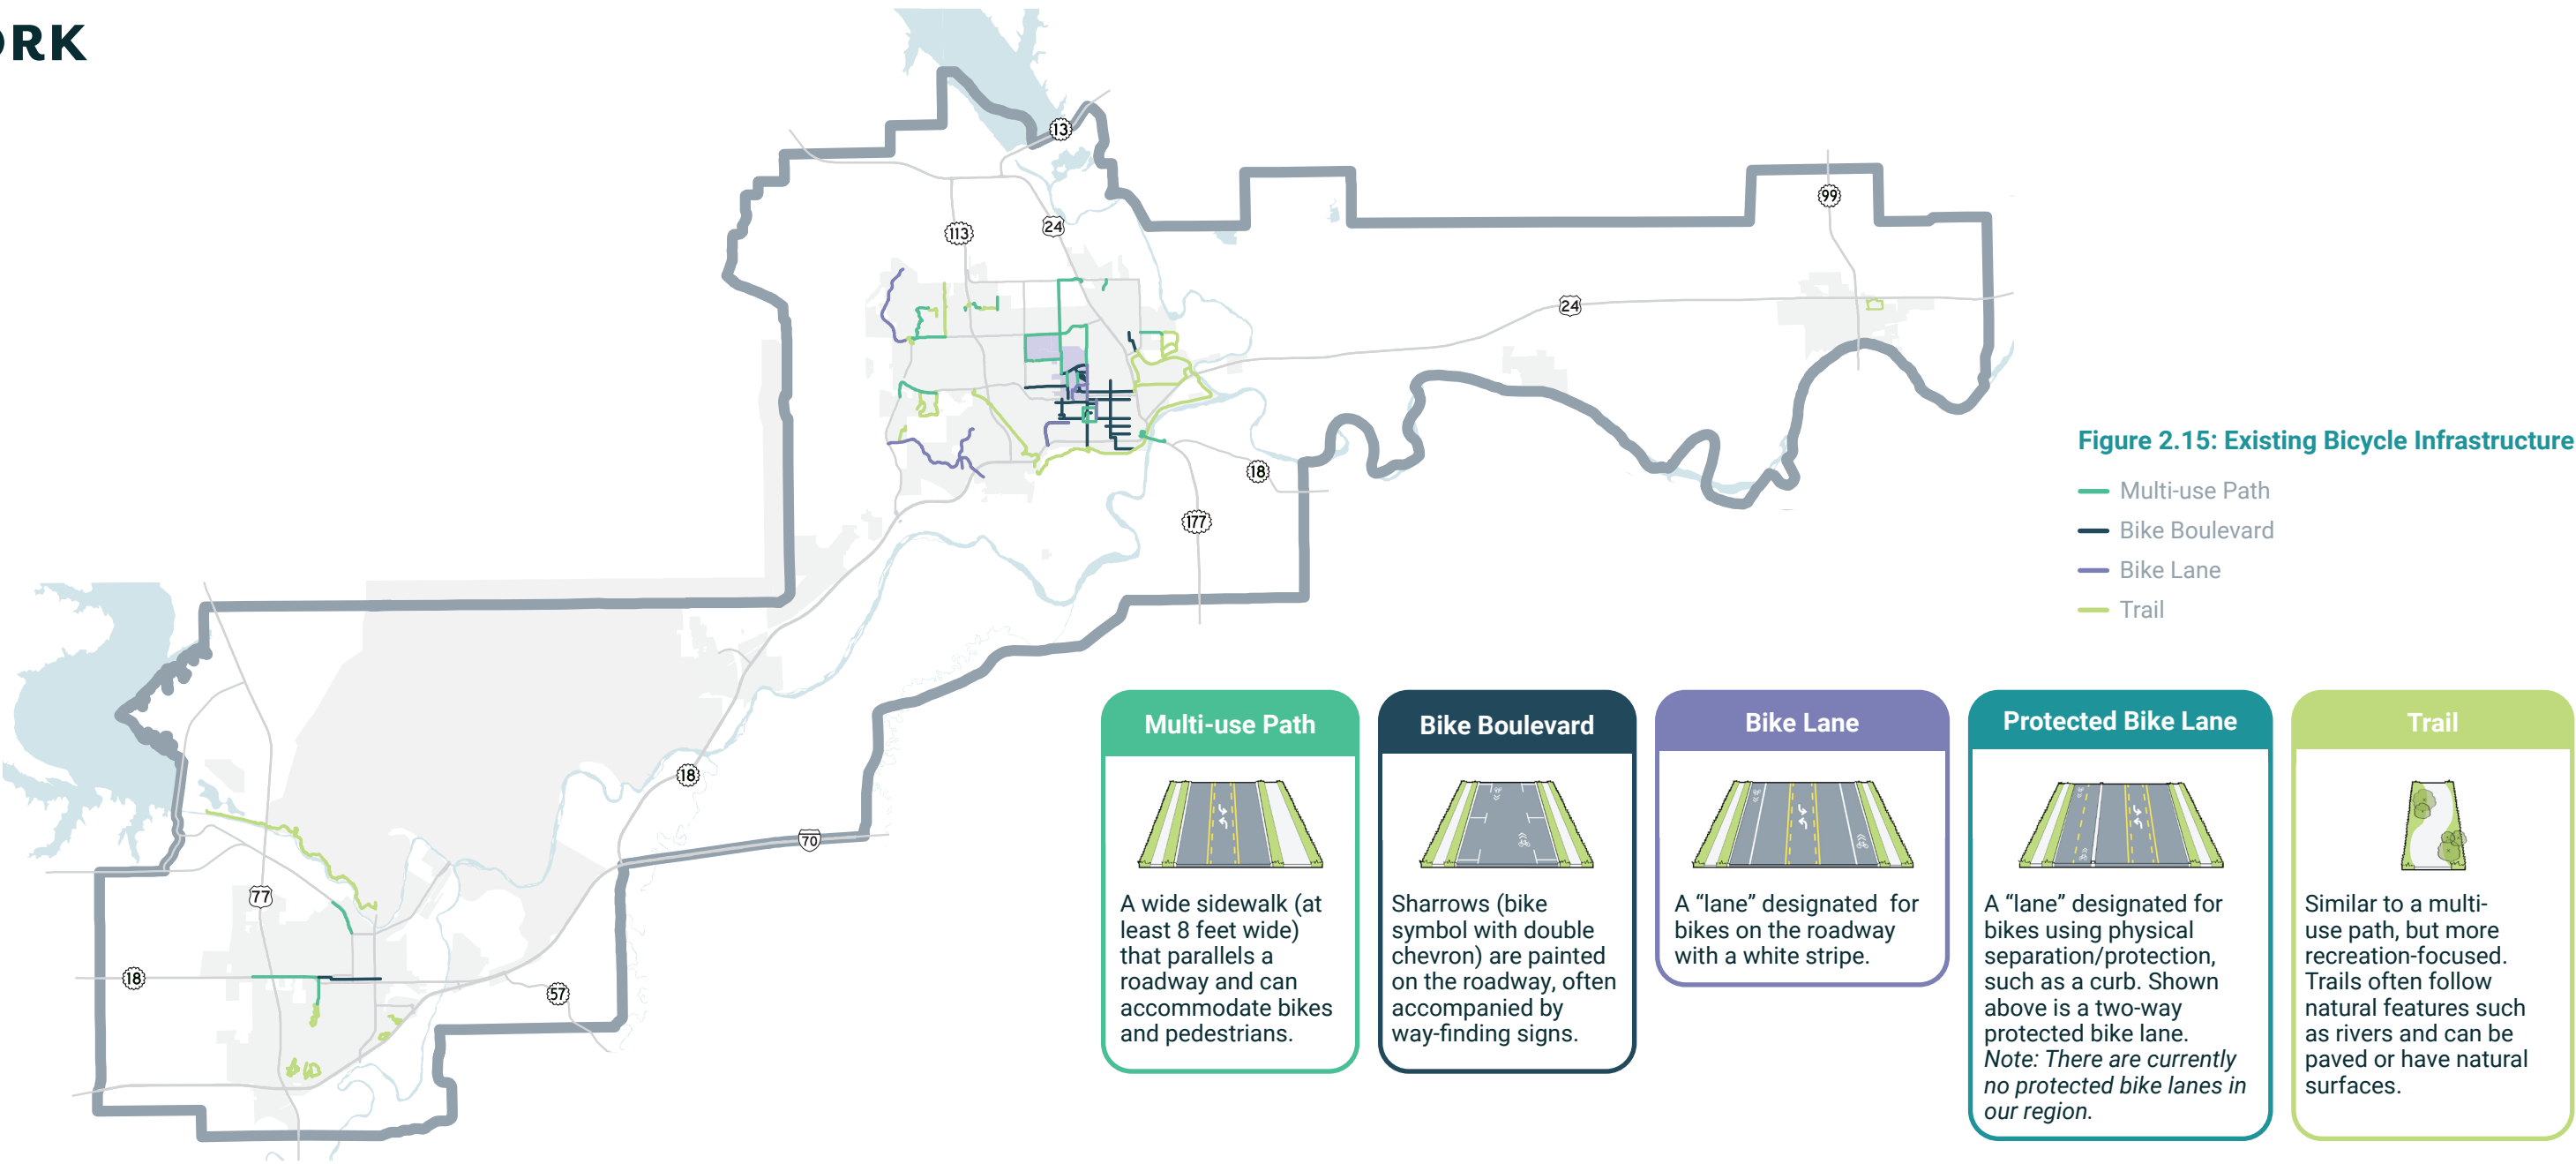 ORK
13
99
113
24
24
18
177
18
70
77
18
57
Figure 2.15: Existing Bicycle Infrastructure
Multi-use Path
Bike Boulevard
Bike Lane
Trail
Multi-use Path
A wide sidewalk (at
least 8 feet wide)
that parallels a
roadway and can
accommodate bikes
and pedestrians.
Bike Boulevard
Sharrows (bike
symbol with double
chevron) are painted
on the roadway, often
accompanied by
way-finding signs.
Bike Lane
A “lane” designated for
bikes on the roadway
with a white stripe.
Protected Bike Lane
A “lane” designated for
bikes using physical
separation/protection,
such as a curb. Shown
above is a two-way
protected bike lane.
Note: There are currently
no protected bike lanes in
our region.
Trail
Similar to a multi-
use path, but more
recreation-focused.
Trails often follow
natural features such
as rivers and can be
paved or have natural
surfaces.